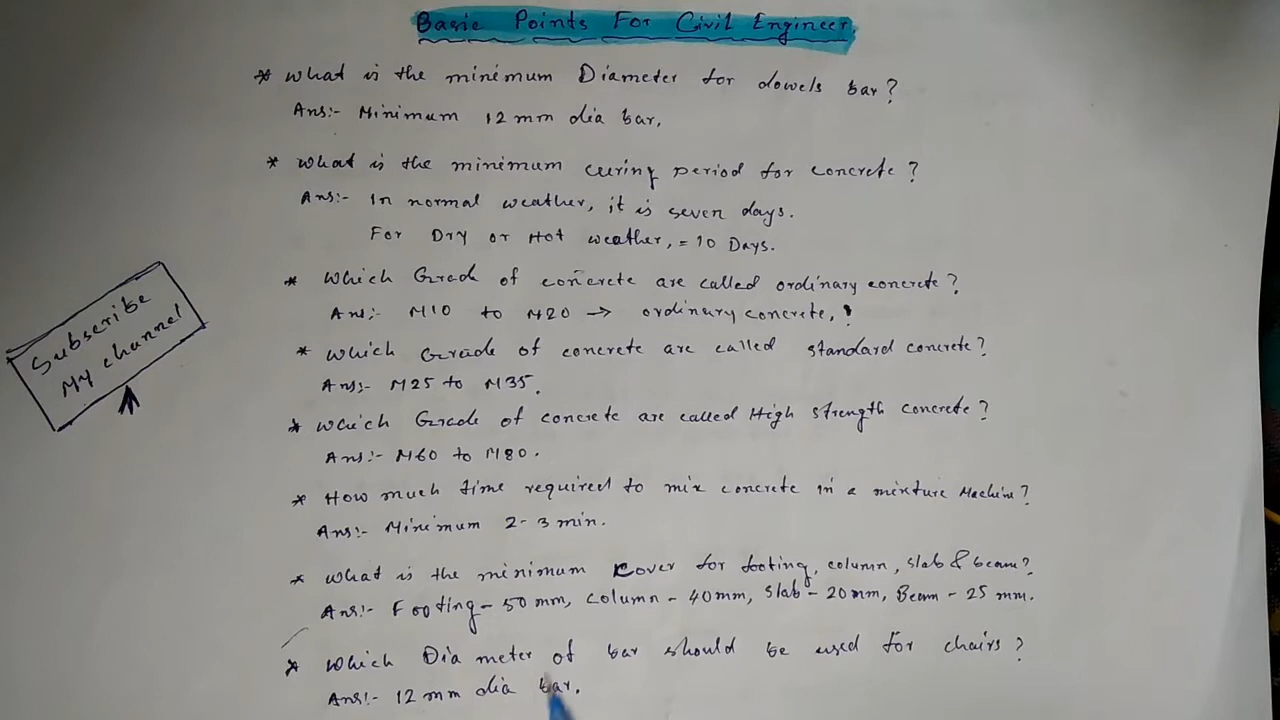 Basic Points For Civil Engineer.
* What is the minimum Diameter for dowels bar?
Ans:- Minimum 12 mm dia bar.
* What is the minimum curing period for concrete?
Ans:- In normal weather, it is seven days.
For Dry or Hot weather, = 10 Days.
* Which Grade of concrete are called ordinary concrete?
Ans:- M10 to M20 → ordinary concrete.
* Which Grade of concrete are called standard concrete?
Ans:- M25 to M35.
* Which Grade of concrete are called High strength concrete?
Ans:- M60 to M80.
* How much time required to mix concrete in a mixture Machine?
Ans:- Minimum 2-3 min.
* What is the minimum cover for footing, column, slab & beam?
Ans:- Footing - 50 mm, column - 40mm, Slab - 20mm, Beam - 25 mm.
* Which Dia meter of bar should be used for chairs?
Ans:- 12 mm dia bar.
Subscribe
My channel